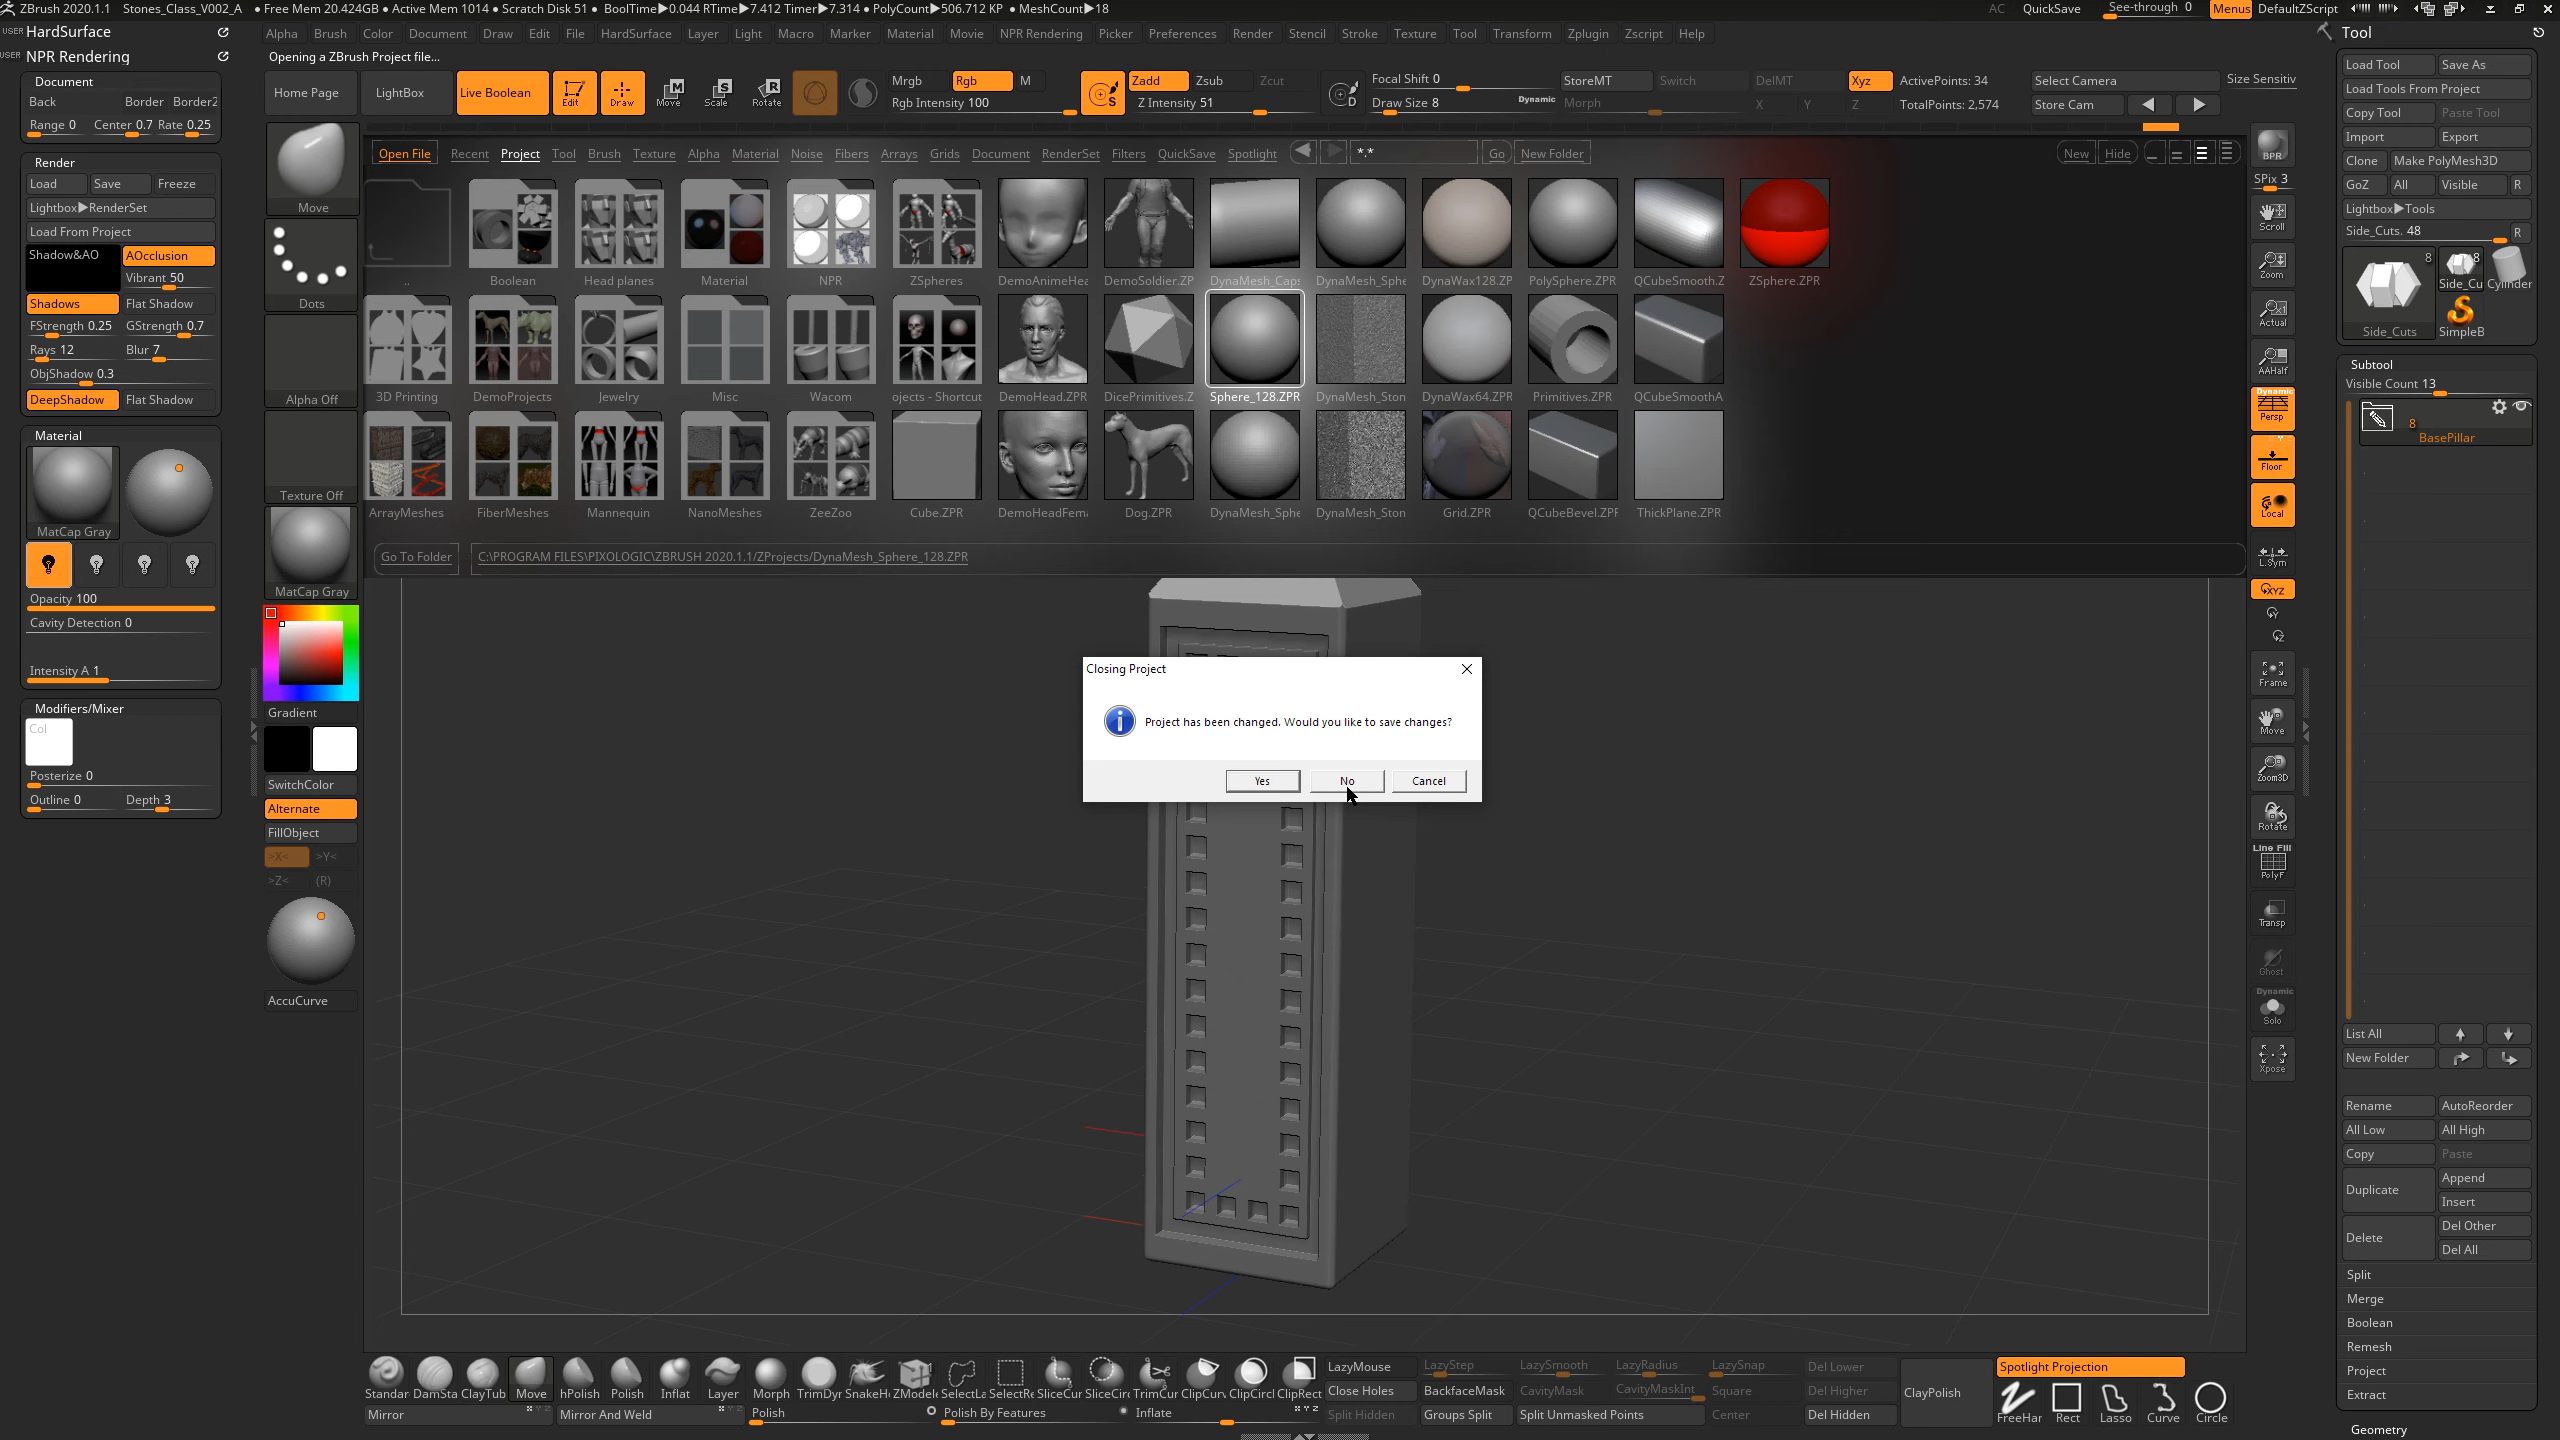 ZBrush 2020.1.1 Stones_Class_V002_A • Free Mem 20.424GB • Active Mem 1014 • Scratch Disk 51 • BoolTime▶0.044 RTime▶7.412 Timer▶7.314 • PolyCount▶506.712 KP • MeshCount▶18 AC QuickSave See-through 0 Menus DefaultZScript
USER HardSurface
USER NPR Rendering
Alpha Brush Color Document Draw Edit File HardSurface Layer Light Macro Marker Material Movie NPR Rendering Picker Preferences Render Stencil Stroke Texture Tool Transform Zplugin Zscript Help
Opening a ZBrush Project file...
Document
Back Border Border2
Range 0 Center 0.7 Rate 0.25
Render
Load Save Freeze
Lightbox▶RenderSet
Load From Project
Shadow&AO AOcclusion
Vibrant 50
Shadows Flat Shadow
FStrength 0.25 GStrength 0.7
Rays 12 Blur 7
ObjShadow 0.3
DeepShadow Flat Shadow
Material
MatCap Gray
Opacity 100
Cavity Detection 0
Intensity A 1
Modifiers/Mixer
Col
Posterize 0
Outline 0 Depth 3
Home Page LightBox Live Boolean Edit Draw Move Scale Rotate
Mrgb Rgb M
Rgb Intensity 100
Zadd Zsub Zcut
Z Intensity 51
Focal Shift 0
Draw Size 8 Dynamic
StoreMT Switch DelMT
Morph X Y Z
Xyz ActivePoints: 34
TotalPoints: 2,574
Select Camera
Store Cam
Size Sensitiv
Move
Dots
Alpha Off
Texture Off
MatCap Gray
Gradient
SwitchColor
Alternate
FillObject
>X< >Y<
>Z< (R)
AccuCurve
Open File Recent Project Tool Brush Texture Alpha Material Noise Fibers Arrays Grids Document RenderSet Filters QuickSave Spotlight *.* Go New Folder New Hide
.. Boolean Head planes Material NPR ZSpheres DemoAnimeHea DemoSoldier.ZP DynaMesh_Caps DynaMesh_Sphe DynaWax128.ZP PolySphere.ZPR QCubeSmooth.Z ZSphere.ZPR
3D Printing DemoProjects Jewelry Misc Wacom ojects - Shortcut DemoHead.ZPR DicePrimitives.Z Sphere_128.ZPR DynaMesh_Ston DynaWax64.ZPR Primitives.ZPR QCubeSmoothA
ArrayMeshes FiberMeshes Mannequin NanoMeshes ZeeZoo Cube.ZPR DemoHeadFem Dog.ZPR DynaMesh_Sphe DynaMesh_Ston Grid.ZPR QCubeBevel.ZPF ThickPlane.ZPR
Go To Folder C:\PROGRAM FILES\PIXOLOGIC\ZBRUSH 2020.1.1/ZProjects/DynaMesh_Sphere_128.ZPR
Closing Project
Project has been changed. Would you like to save changes?
Yes No Cancel
BPR
SPix 3
Scroll
Zoom
Actual
AAHalf
Dynamic
Persp
Floor
Local
L.Sym
XYZ
Frame
Move
Zoom3D
Rotate
Line Fill
PolyF
Transp
Ghost
Dynamic
Solo
Xpose
Tool
Load Tool Save As
Load Tools From Project
Copy Tool Paste Tool
Import Export
Clone Make PolyMesh3D
GoZ All Visible R
Lightbox▶Tools
Side_Cuts. 48 R
8 8
Side_Cu Cylinder
Side_Cuts SimpleB
Subtool
Visible Count 13
8
BasePillar
List All
New Folder
Rename AutoReorder
All Low All High
Copy Paste
Duplicate Append
Insert
Delete Del Other
Del All
Split
Merge
Boolean
Remesh
Project
Extract
Geometry
Standar DamSta ClayTub Move hPolish Polish Inflat Layer Morph TrimDyr SnakeH ZModel SelectLa SelectRe SliceCur SliceCirc TrimCur ClipCurv ClipCircl ClipRect
Mirror Mirror And Weld Polish Polish By Features Inflate
LazyMouse LazyStep LazySmooth LazyRadius LazySnap Del Lower
Close Holes BackfaceMask CavityMask CavityMaskInt Square Del Higher
Split Hidden Groups Split Split Unmasked Points Center Del Hidden
ClayPolish
Spotlight Projection
FreeHar Rect Lasso Curve Circle